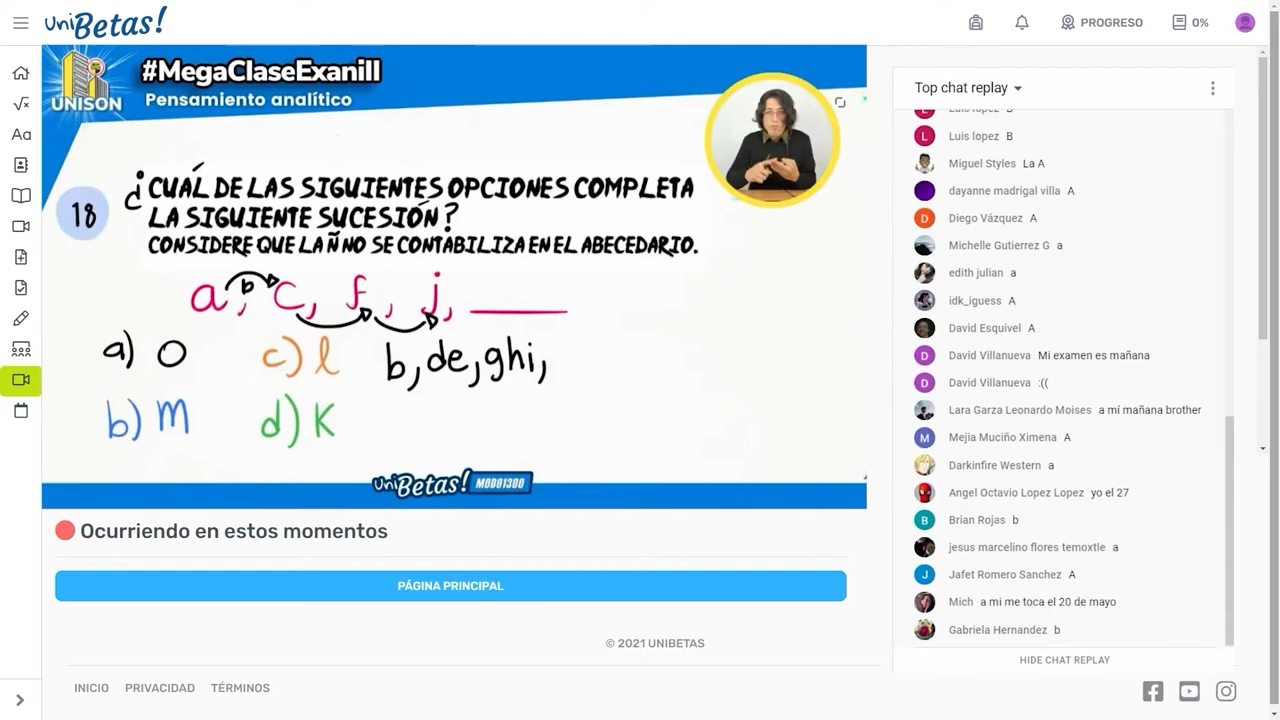 uniBetas!
PROGRESO
0%
#MegaClaseExaniII
Pensamiento analítico
UNISON
18
¿CUÁL DE LAS SIGUIENTES OPCIONES COMPLETA
LA SIGUIENTE SUCESIÓN?
CONSIDERE QUE LA Ñ NO SE CONTABILIZA EN EL ABECEDARIO.
a, b c, f, j, ______
a) O
c) l
b, de, ghi,
b) M
d) K
uniBetas! MODO1300
Ocurriendo en estos momentos
PÁGINA PRINCIPAL
© 2021 UNIBETAS
INICIO PRIVACIDAD TÉRMINOS
Top chat replay
Luis lopez B
L Luis lopez B
Miguel Styles La A
dayanne madrigal villa A
Diego Vázquez A
Michelle Gutierrez G a
edith julian a
idk_iguess A
David Esquivel A
D David Villanueva Mi examen es mañana
D David Villanueva :((
Lara Garza Leonardo Moises a mí mañana brother
M Mejia Muciño Ximena A
Darkinfire Western a
Angel Octavio Lopez Lopez yo el 27
B Brian Rojas b
jesus marcelino flores temoxtle a
J Jafet Romero Sanchez A
Mich a mi me toca el 20 de mayo
Gabriela Hernandez b
HIDE CHAT REPLAY